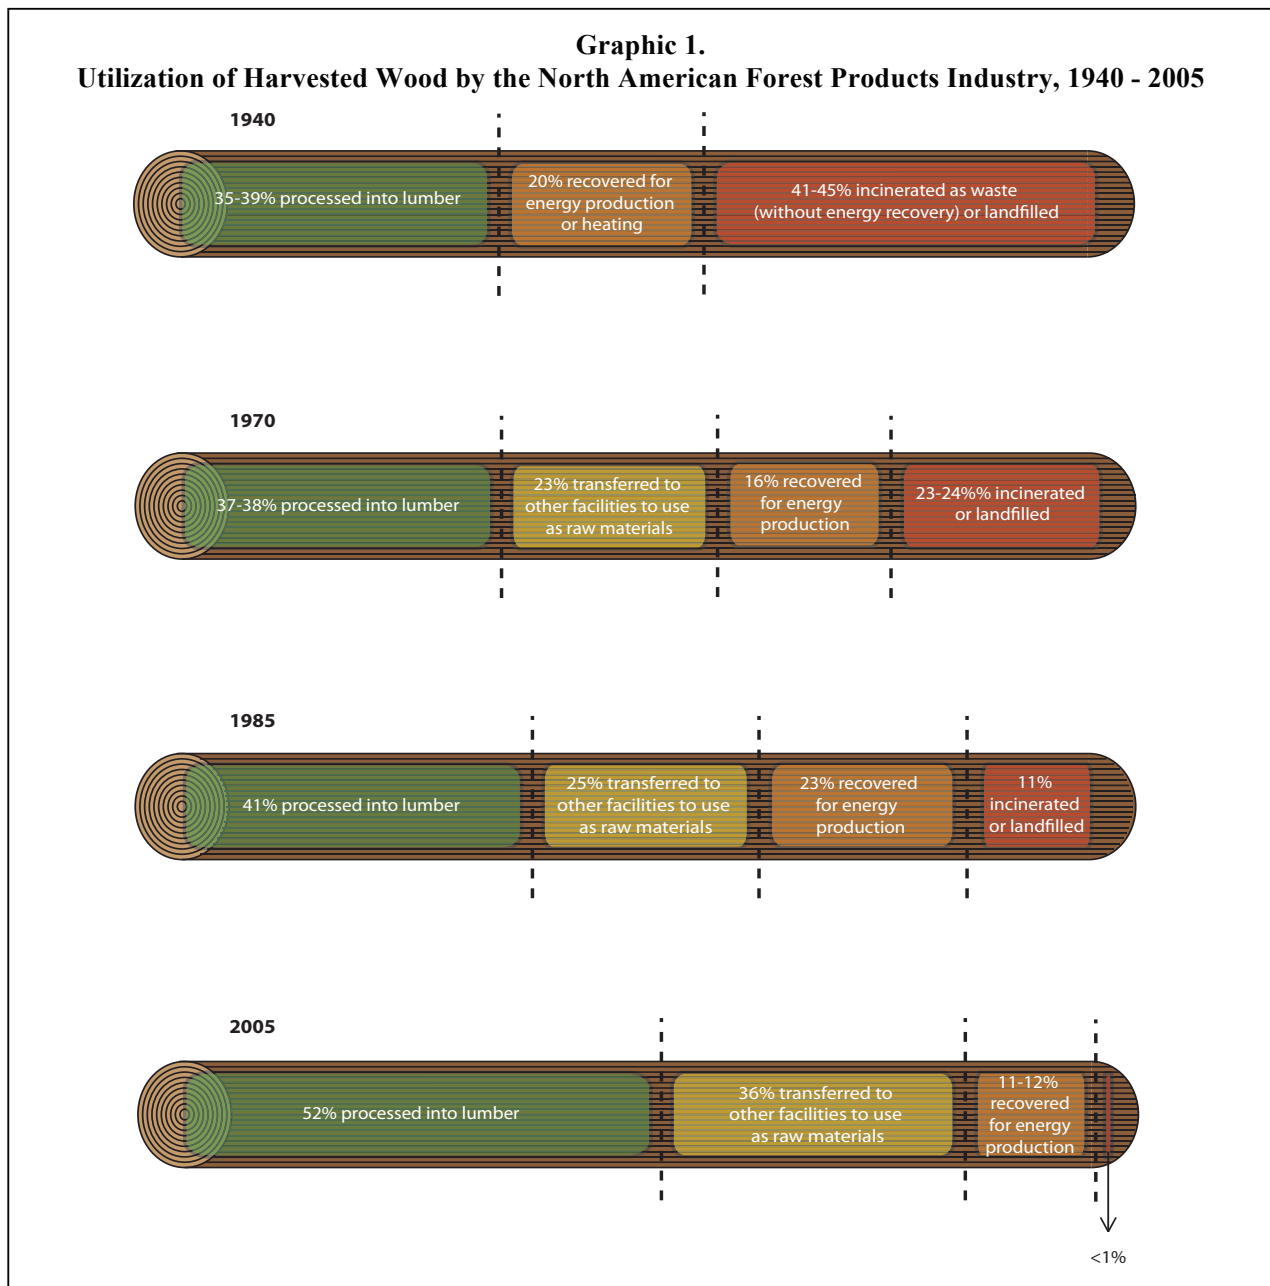 Graphic 1.
Utilization of Harvested Wood by the North American Forest Products Industry, 1940 - 2005
1940
35-39% processed into lumber
20% recovered for
energy production
or heating
41-45% incinerated as waste
(without energy recovery) or landfilled
1970
37-38% processed into lumber
23% transferred to
other facilities to use
as raw materials
16% recovered
for energy
production
23-24%% incinerated
or landfilled
1985
41% processed into lumber
25% transferred to
other facilities to use
as raw materials
23% recovered
for energy
production
11%
incinerated
or landfilled
2005
52% processed into lumber
36% transferred to
other facilities to use
as raw materials
11-12%
recovered
for energy
production
<1%